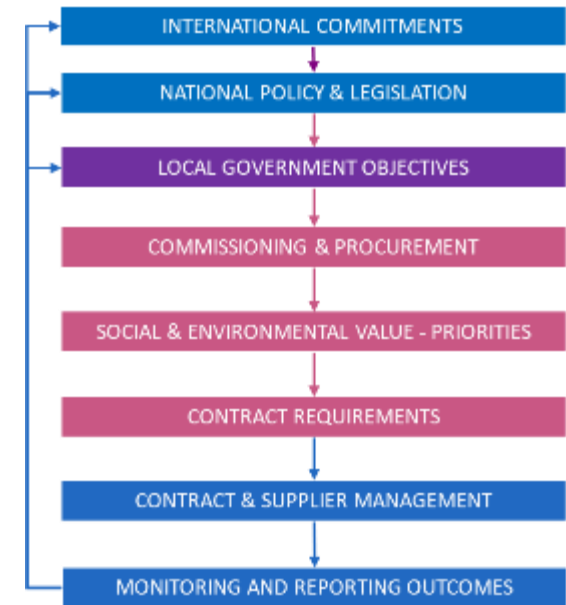 INTERNATIONAL COMMITMENTS
NATIONAL POLICY & LEGISLATION
LOCAL GOVERNMENT OBJECTIVES
COMMISSIONING & PROCUREMENT
SOCIAL & ENVIRONMENTAL VALUE - PRIORITIES
CONTRACT REQUIREMENTS
CONTRACT & SUPPLIER MANAGEMENT
MONITORING AND REPORTING OUTCOMES